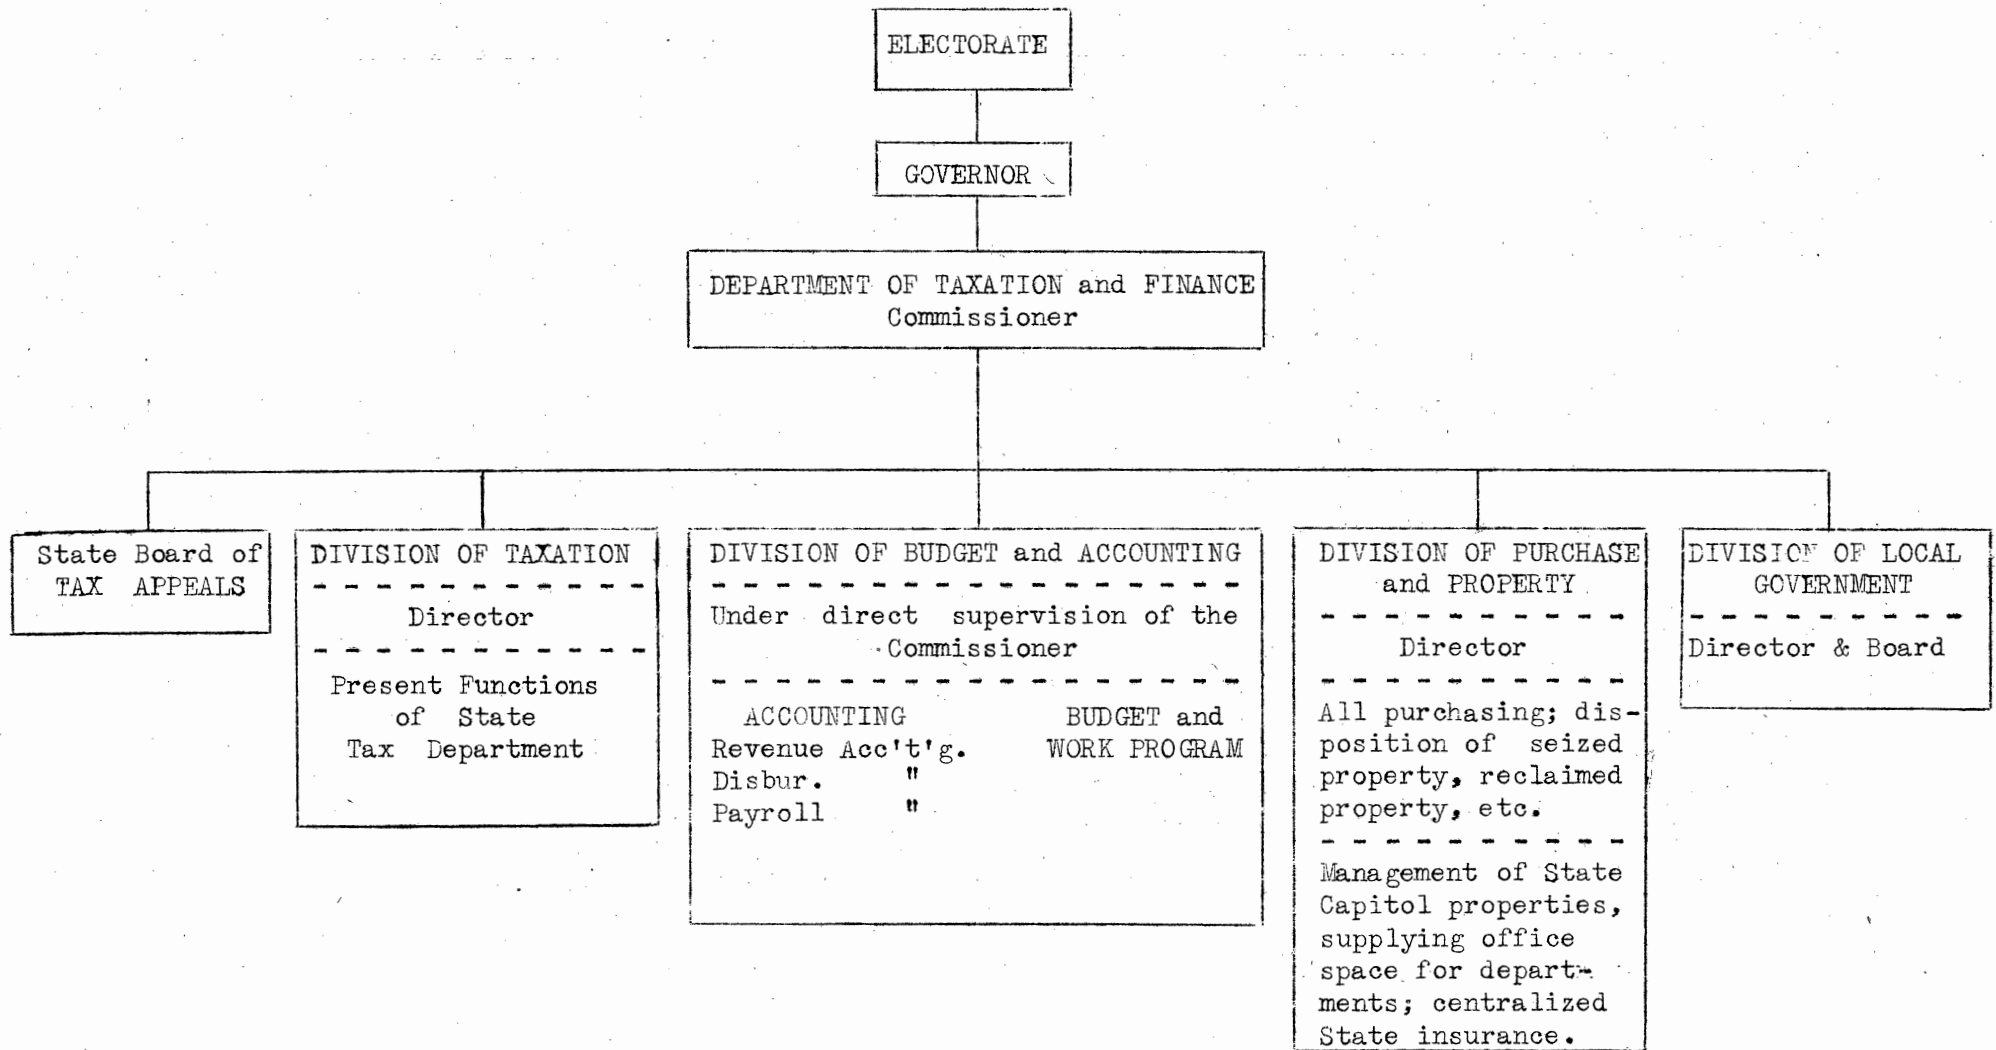 ELECTORATE
GOVERNOR
DEPARTMENT OF TAXATION and FINANCE
Commissioner
State Board of
TAX APPEALS
DIVISION OF TAXATION
Director
Present Functions
of State
Tax Department
DIVISION OF BUDGET and ACCOUNTING
Under direct supervision of the
Commissioner
ACCOUNTING
Revenue Acc't'g.
Disbur. "
Payroll "
BUDGET and
WORK PROGRAM
DIVISION OF PURCHASE
and PROPERTY
Director
All purchasing; dis-
position of seized
property, reclaimed
property, etc.
Management of State
Capitol properties,
supplying office
space for depart-
ments; centralized
State insurance.
DIVISION OF LOCAL
GOVERNMENT
Director & Board